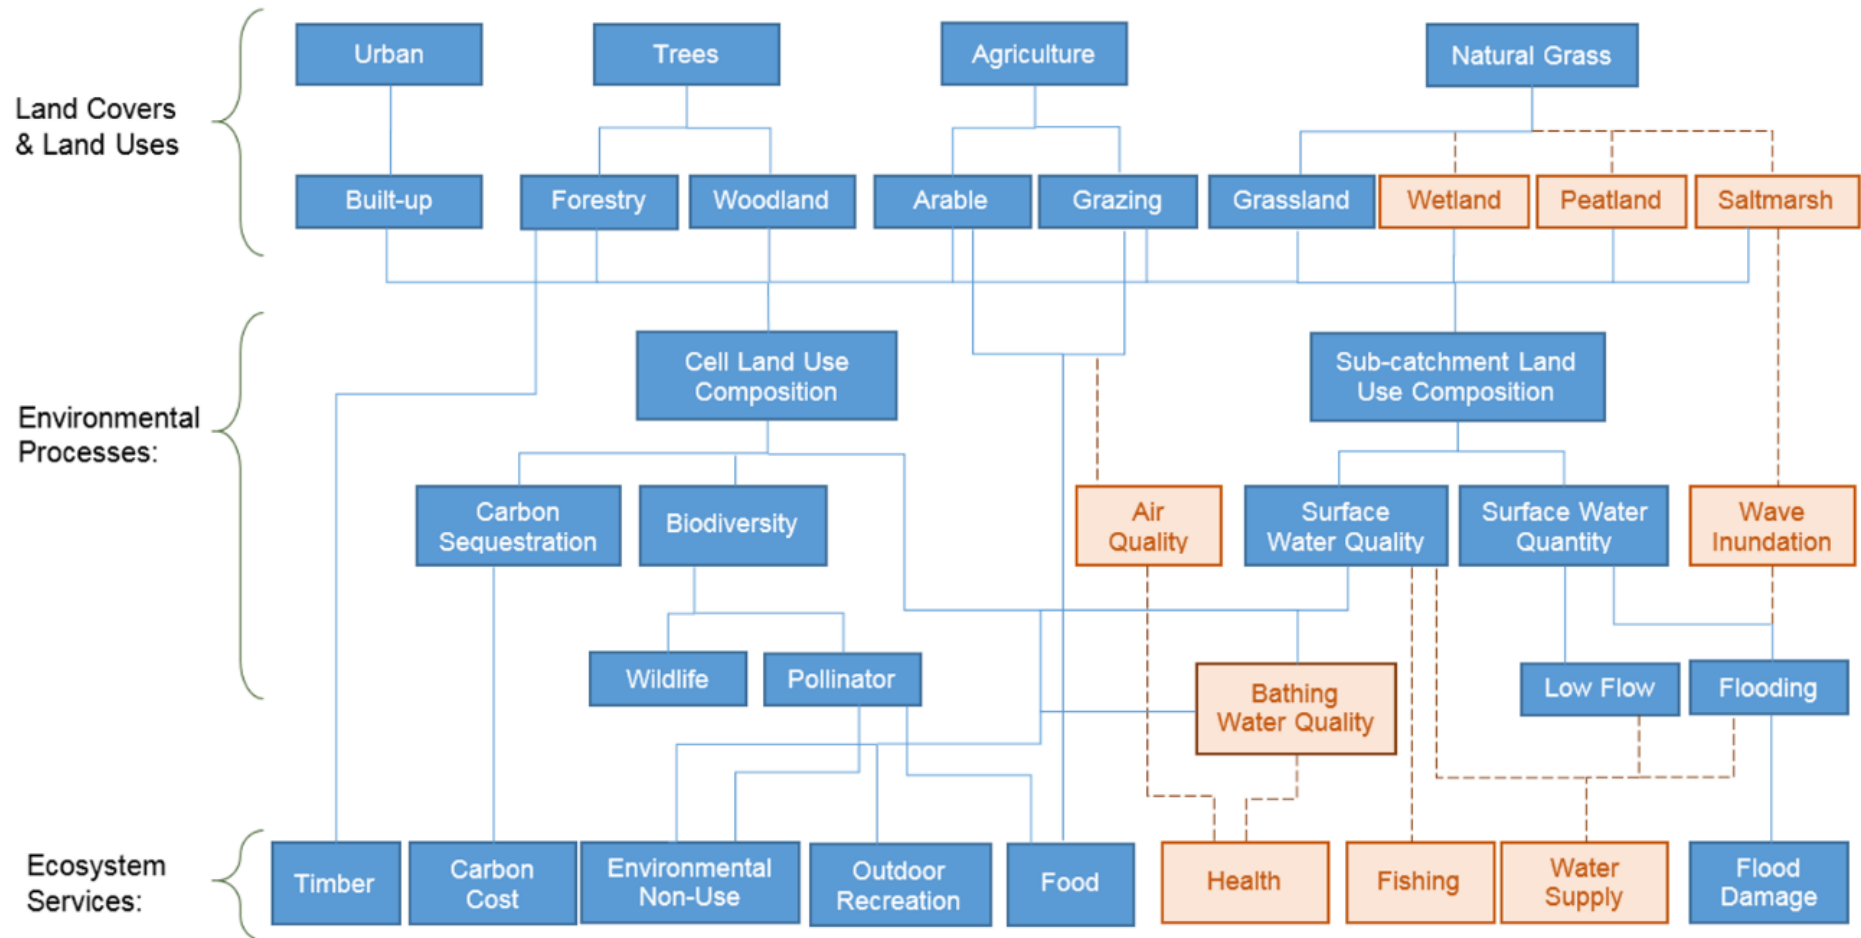 Urban
Trees
Agriculture
Natural Grass
Land Covers
& Land Uses
Built-up
Forestry
Woodland
Arable
Grazing
Grassland
Wetland
Peatland
Saltmarsh
Cell Land Use
Composition
Sub-catchment Land
Use Composition
Environmental
Processes:
Carbon
Sequestration
Biodiversity
Air
Quality
Surface
Water Quality
Surface Water
Quantity
Wave
Inundation
Wildlife
Pollinator
Bathing
Water Quality
Low Flow
Flooding
Ecosystem
Services:
Timber
Carbon
Cost
Environmental
Non-Use
Outdoor
Recreation
Food
Health
Fishing
Water
Supply
Flood
Damage